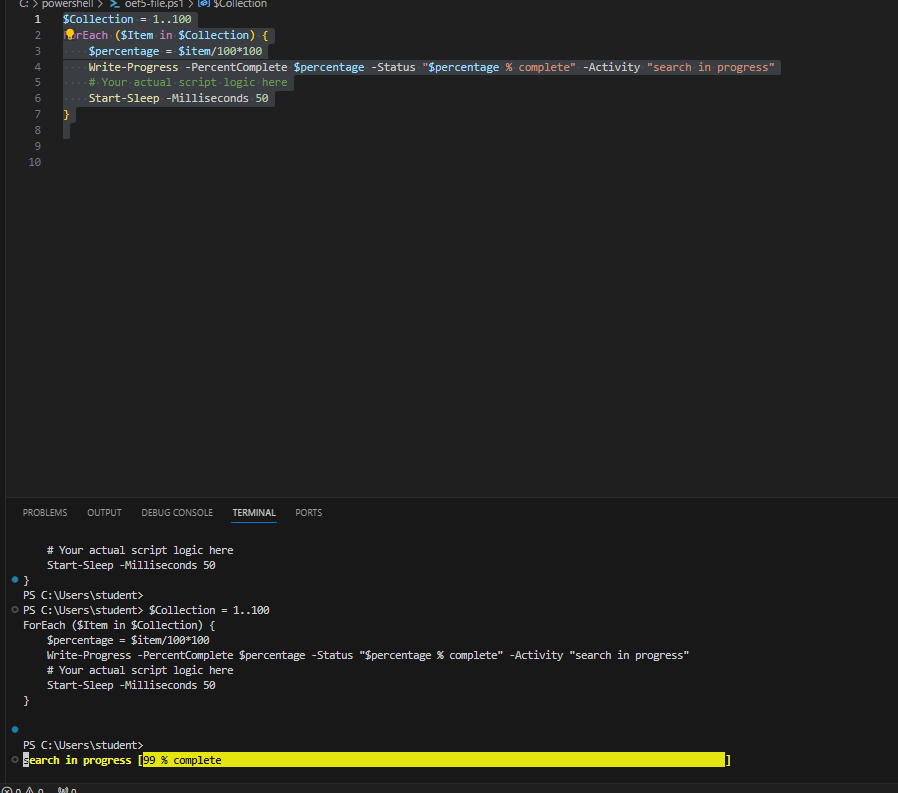 C: > powershell > oef5-file.ps1 > $Collection
1 $Collection = 1..100
2 ForEach ($Item in $Collection) {
3 $percentage = $item/100*100
4 Write-Progress -PercentComplete $percentage -Status "$percentage % complete" -Activity "search in progress"
5 # Your actual script logic here
6 Start-Sleep -Milliseconds 50
7 }
8
9
10
PROBLEMS OUTPUT DEBUG CONSOLE TERMINAL PORTS
# Your actual script logic here
Start-Sleep -Milliseconds 50
}
PS C:\Users\student>
PS C:\Users\student> $Collection = 1..100
ForEach ($Item in $Collection) {
$percentage = $item/100*100
Write-Progress -PercentComplete $percentage -Status "$percentage % complete" -Activity "search in progress"
# Your actual script logic here
Start-Sleep -Milliseconds 50
}
PS C:\Users\student>
search in progress [99 % complete ]
0 0 0